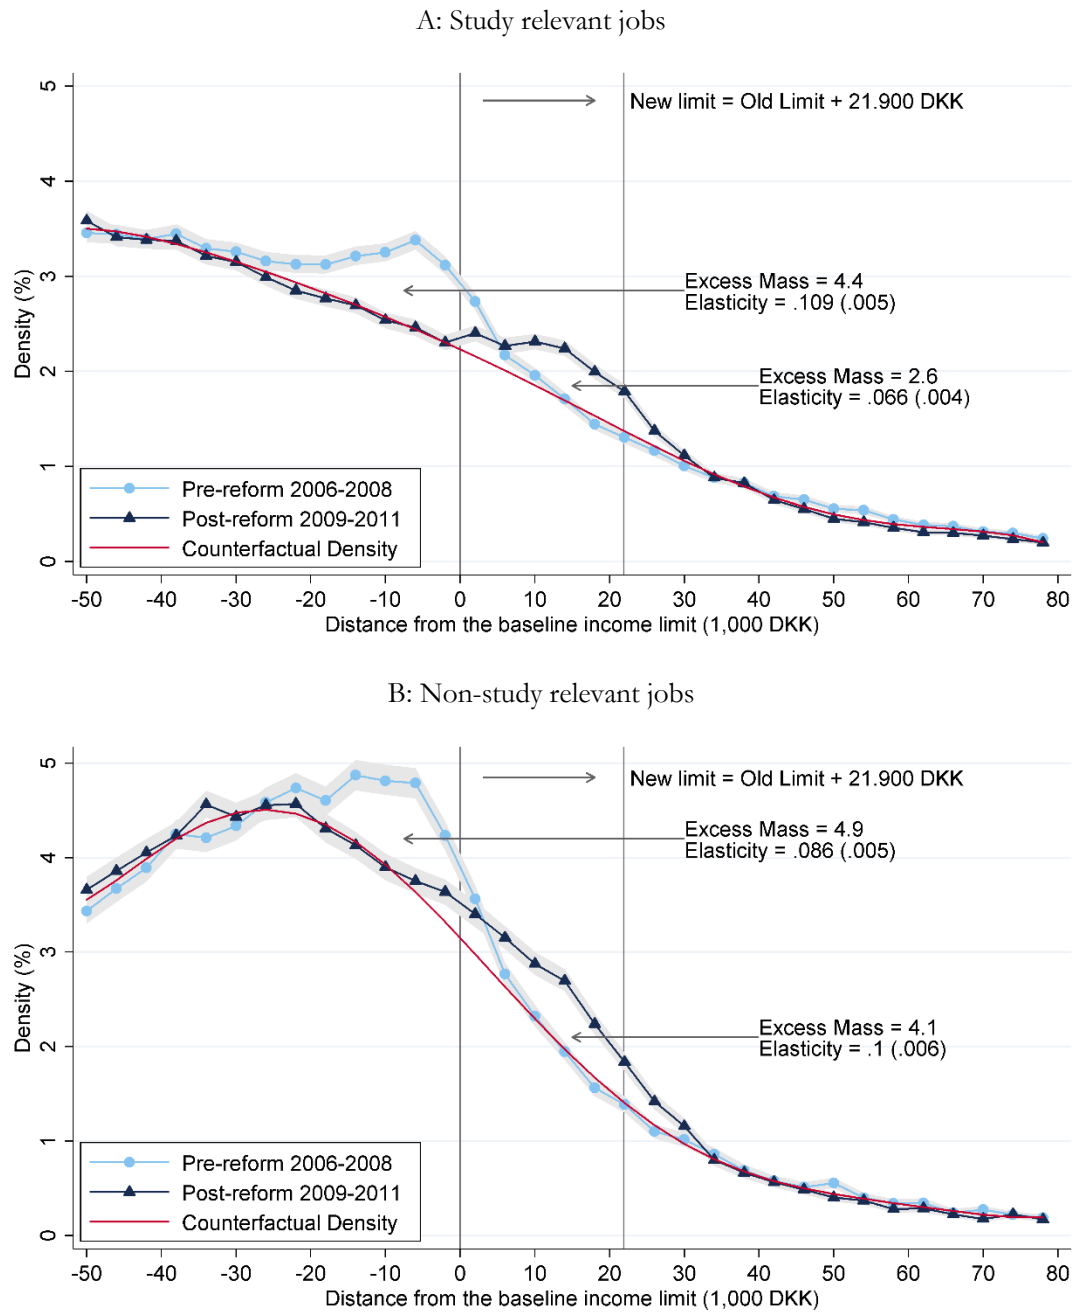 A: Study relevant jobs
New limit = Old Limit + 21.900 DKK
Excess Mass = 4.4
Elasticity = .109 (.005)
Excess Mass = 2.6
Elasticity = .066 (.004)
Density (%)
5
4
3
2
1
0
Pre-reform 2006-2008
Post-reform 2009-2011
Counterfactual Density
-50 -40 -30 -20 -10 0 10 20 30 40 50 60 70 80
Distance from the baseline income limit (1,000 DKK)
B: Non-study relevant jobs
New limit = Old Limit + 21.900 DKK
Excess Mass = 4.9
Elasticity = .086 (.005)
Excess Mass = 4.1
Elasticity = .1 (.006)
Density (%)
5
4
3
2
1
0
Pre-reform 2006-2008
Post-reform 2009-2011
Counterfactual Density
-50 -40 -30 -20 -10 0 10 20 30 40 50 60 70 80
Distance from the baseline income limit (1,000 DKK)